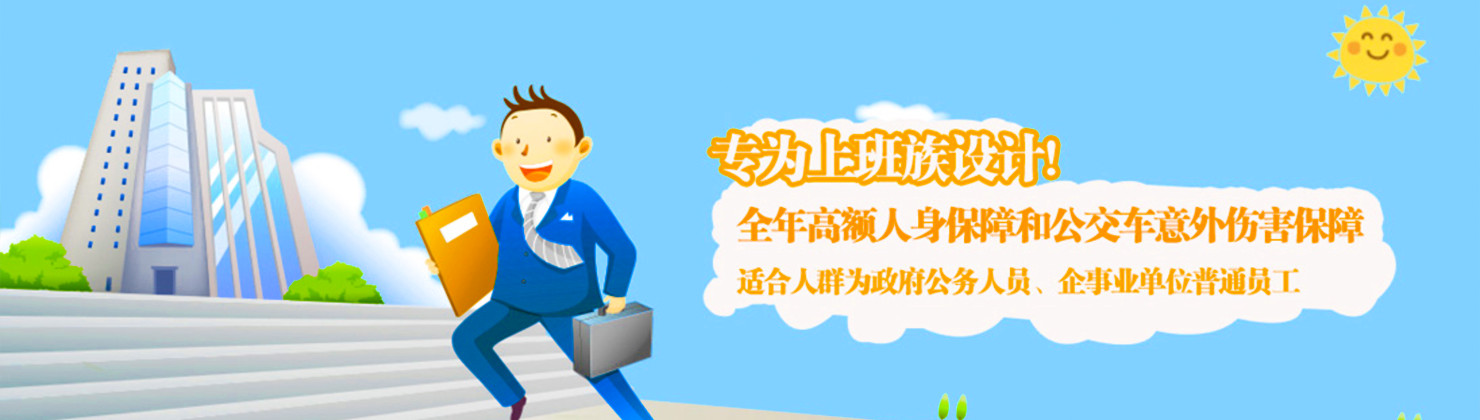 专为上班族设计!
全年高额人身保障和公交车意外伤害保障
适合人群为政府公务人员、企事业单位普通员工